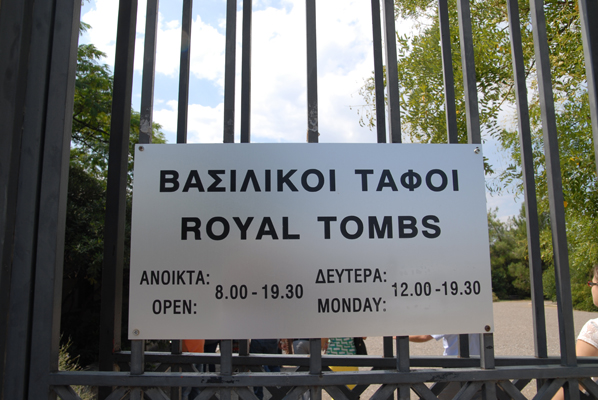 ΒΑΣΙΛΙΚΟΙ ΤΑΦΟΙ
ROYAL TOMBS
ΑΝΟΙΚΤΑ: 8.00 - 19.30 ΔΕΥΤΕΡΑ: 12.00 -19.30
OPEN: MONDAY: